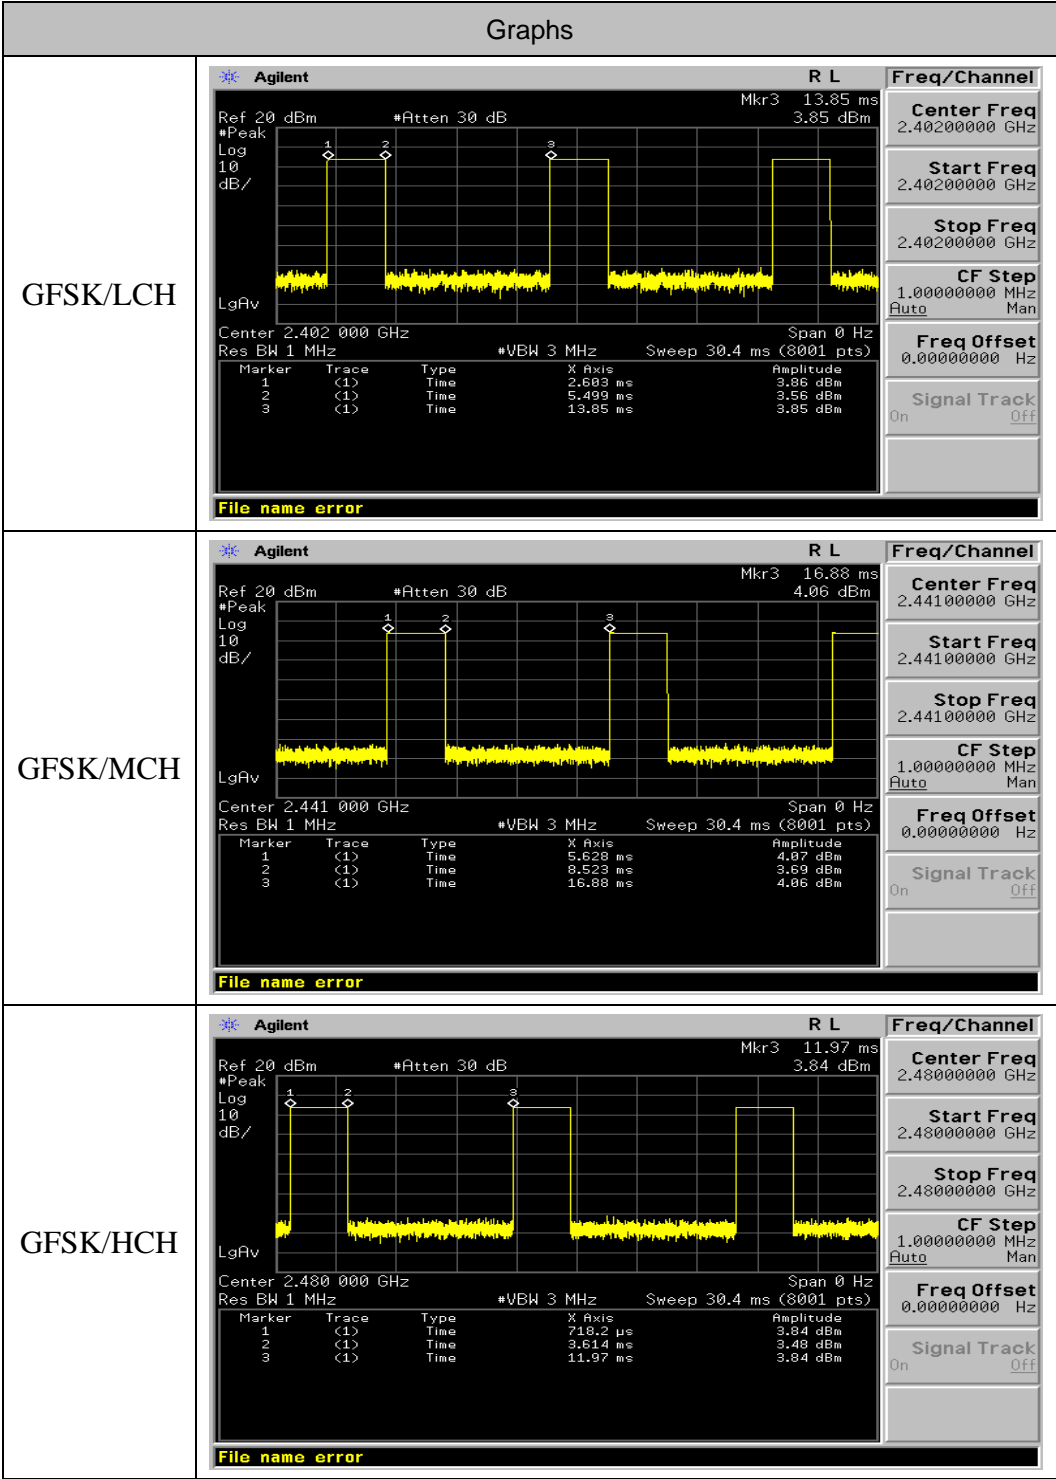 Graphs
GFSK/LCH
Agilent R L Freq/Channel
Mkr3 13.85 ms
Ref 20 dBm #Atten 30 dB 3.85 dBm
#Peak
Log
10
dB/
1 2 3
LgAv
Center 2.402 000 GHz Span 0 Hz
Res BW 1 MHz #VBW 3 MHz Sweep 30.4 ms (8001 pts)
Marker Trace Type X Axis Amplitude
1 (1) Time 2.603 ms 3.86 dBm
2 (1) Time 5.499 ms 3.56 dBm
3 (1) Time 13.85 ms 3.85 dBm
File name error
Center Freq
2.40200000 GHz
Start Freq
2.40200000 GHz
Stop Freq
2.40200000 GHz
CF Step
1.00000000 MHz
Auto Man
Freq Offset
0.00000000 Hz
Signal Track
On Off
GFSK/MCH
Agilent R L Freq/Channel
Mkr3 16.88 ms
Ref 20 dBm #Atten 30 dB 4.06 dBm
#Peak
Log
10
dB/
1 2 3
LgAv
Center 2.441 000 GHz Span 0 Hz
Res BW 1 MHz #VBW 3 MHz Sweep 30.4 ms (8001 pts)
Marker Trace Type X Axis Amplitude
1 (1) Time 5.628 ms 4.07 dBm
2 (1) Time 8.523 ms 3.69 dBm
3 (1) Time 16.88 ms 4.06 dBm
File name error
Center Freq
2.44100000 GHz
Start Freq
2.44100000 GHz
Stop Freq
2.44100000 GHz
CF Step
1.00000000 MHz
Auto Man
Freq Offset
0.00000000 Hz
Signal Track
On Off
GFSK/HCH
Agilent R L Freq/Channel
Mkr3 11.97 ms
Ref 20 dBm #Atten 30 dB 3.84 dBm
#Peak
Log
10
dB/
1 2 3
LgAv
Center 2.480 000 GHz Span 0 Hz
Res BW 1 MHz #VBW 3 MHz Sweep 30.4 ms (8001 pts)
Marker Trace Type X Axis Amplitude
1 (1) Time 718.2 µs 3.84 dBm
2 (1) Time 3.614 ms 3.48 dBm
3 (1) Time 11.97 ms 3.84 dBm
File name error
Center Freq
2.48000000 GHz
Start Freq
2.48000000 GHz
Stop Freq
2.48000000 GHz
CF Step
1.00000000 MHz
Auto Man
Freq Offset
0.00000000 Hz
Signal Track
On Off